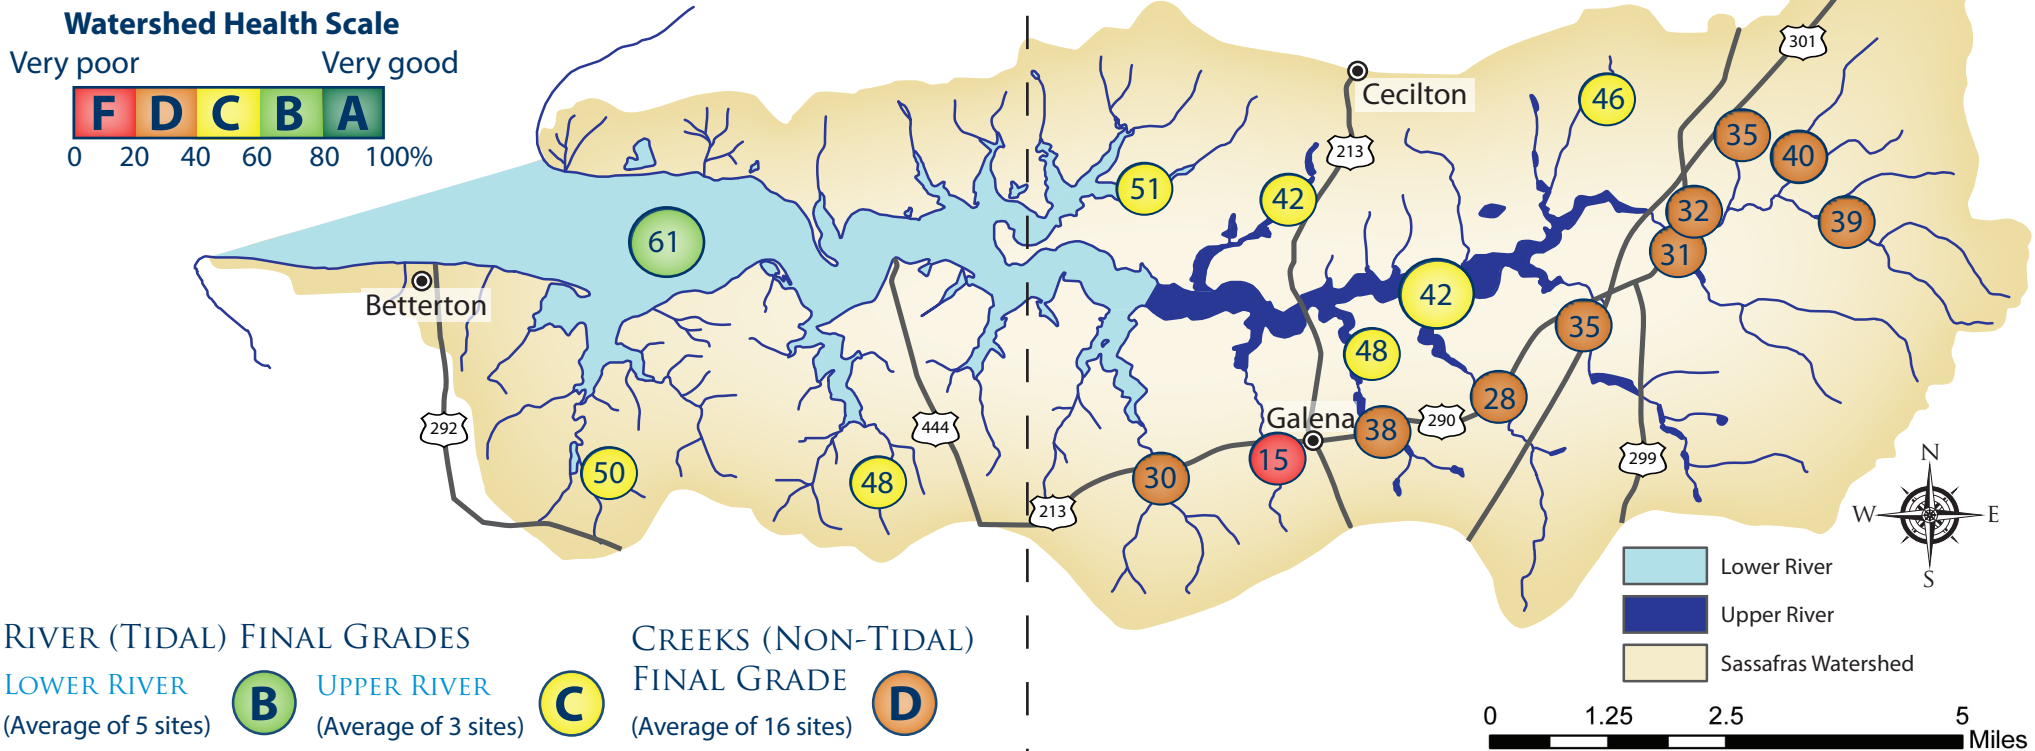 Watershed Health Scale
Very poor Very good
F D C B A
0 20 40 60 80 100%
301
Cecilton
46
35
40
213
51
42
32
39
61
31
Betterton
42
35
48
28
292
444
Galena
38
290
15
299
50
48
30
213
N
W E
S
Lower River
Upper River
Sassafras Watershed
River (Tidal) Final Grades
Lower River
(Average of 5 sites)
B
Upper River
(Average of 3 sites)
C
Creeks (Non-Tidal)
Final Grade
(Average of 16 sites)
D
0 1.25 2.5 5
Miles